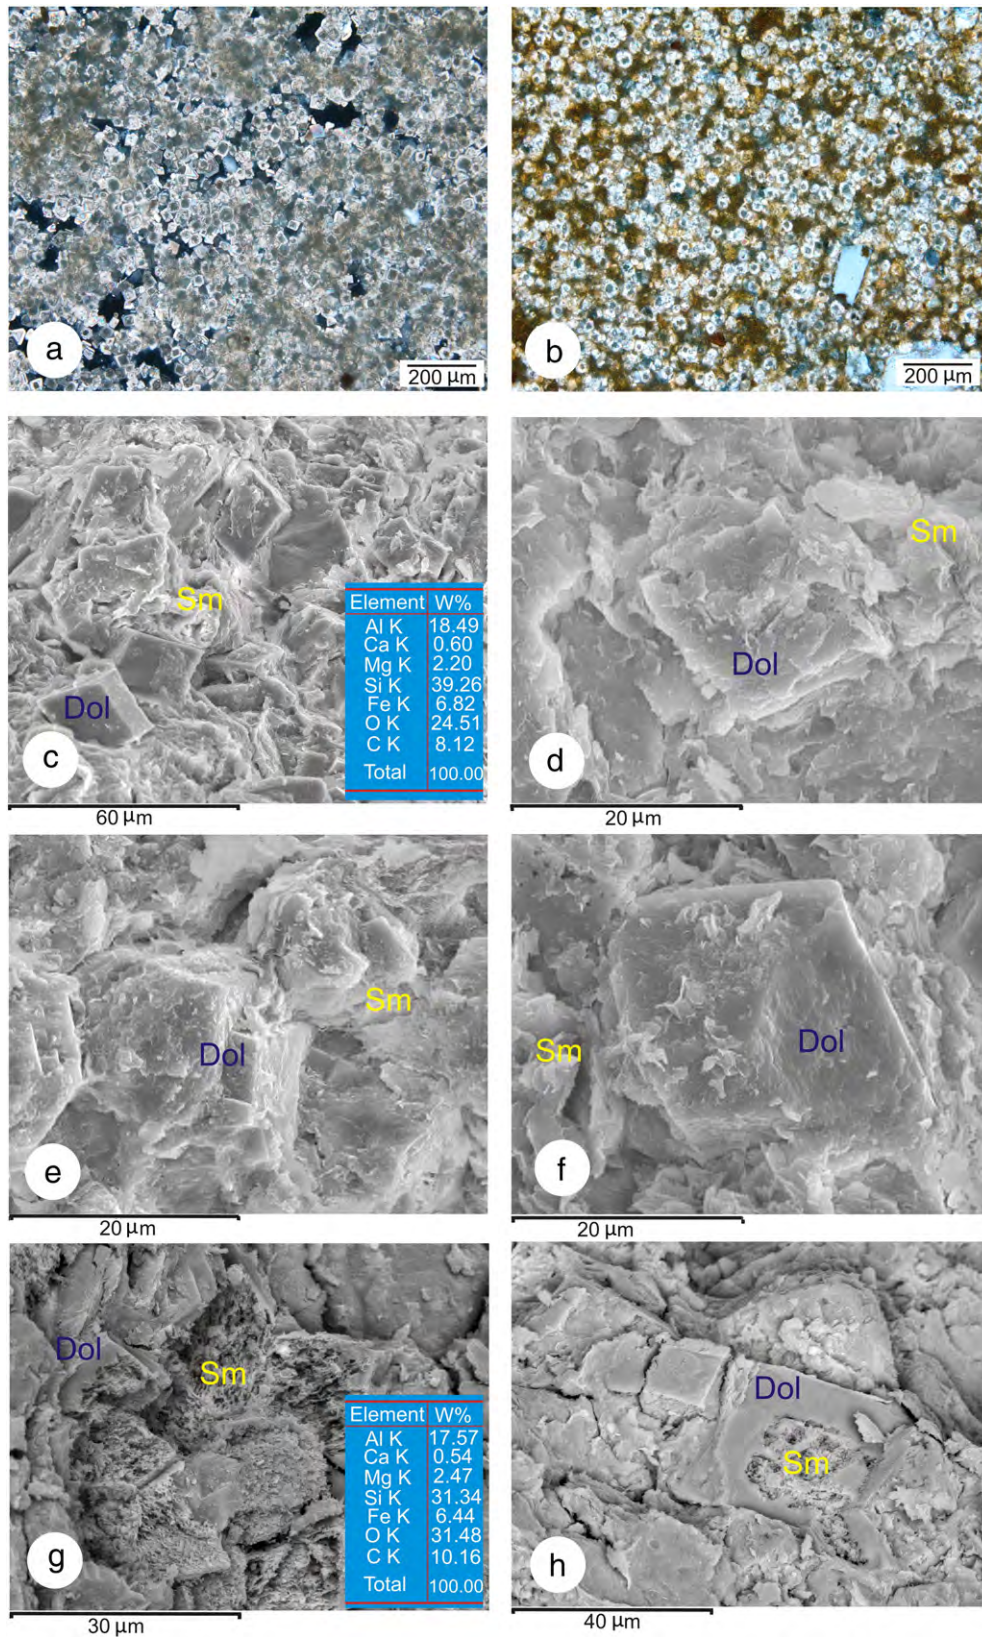 a
200 µm
b
200 µm
Sm
Dol
c
Element W%
Al K 18.49
Ca K 0.60
Mg K 2.20
Si K 39.26
Fe K 6.82
O K 24.51
C K 8.12
Total 100.00
60 µm
Sm
Dol
d
20 µm
Sm
Dol
e
20 µm
Sm
Dol
f
20 µm
Dol
Sm
g
Element W%
Al K 17.57
Ca K 0.54
Mg K 2.47
Si K 31.34
Fe K 6.44
O K 31.48
C K 10.16
Total 100.00
30 µm
Dol
Sm
h
40 µm